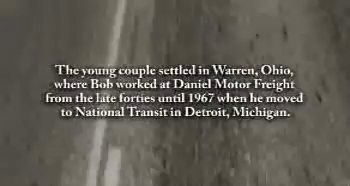 The young couple settled in Warren, Ohio,
where Bob worked at Daniel Motor Freight
from the late forties until 1967 when he moved
to National Transit in Detroit, Michigan.